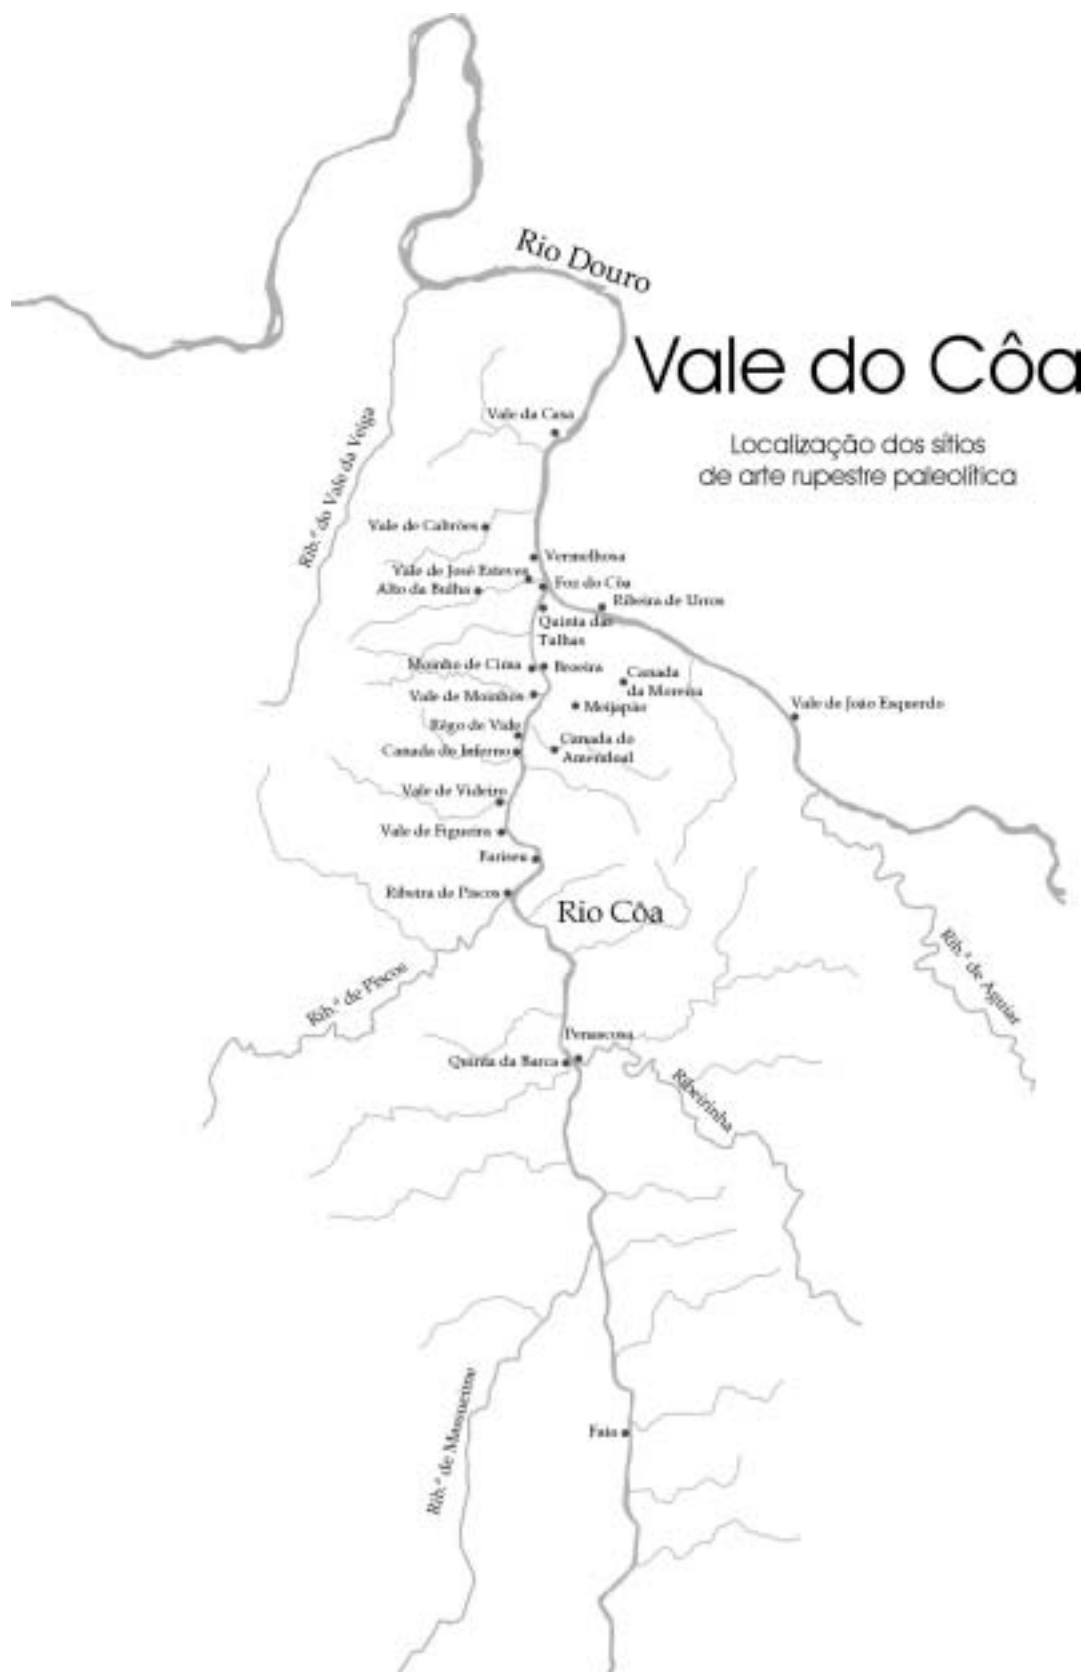 Rio Douro
Vale do Côa
Localização dos sítios
de arte rupestre paleolítica
Vale da Casa
Rib.ª do Vale da Veiga
Vale de Cabrões
Vermelhosa
Vale de José Esteves
Foz do Côa
Alto da Bulha
Ribeira de Urros
Quinta das
Tulhas
Moinho de Cima
Broeira
Canada
da Moreira
Vale de Moinhos
Meijapão
Vale de João Esquerdo
Rêgo de Vale
Canada do Inferno
Canada do
Amendoal
Vale de Videiro
Vale de Figueira
Fariseu
Ribeira de Piscos
Rio Côa
Rib.ª de Piscos
Rib.ª de Aguiar
Penascosa
Quinta da Barca
Ribeirinha
Rib.ª de Massueime
Faia